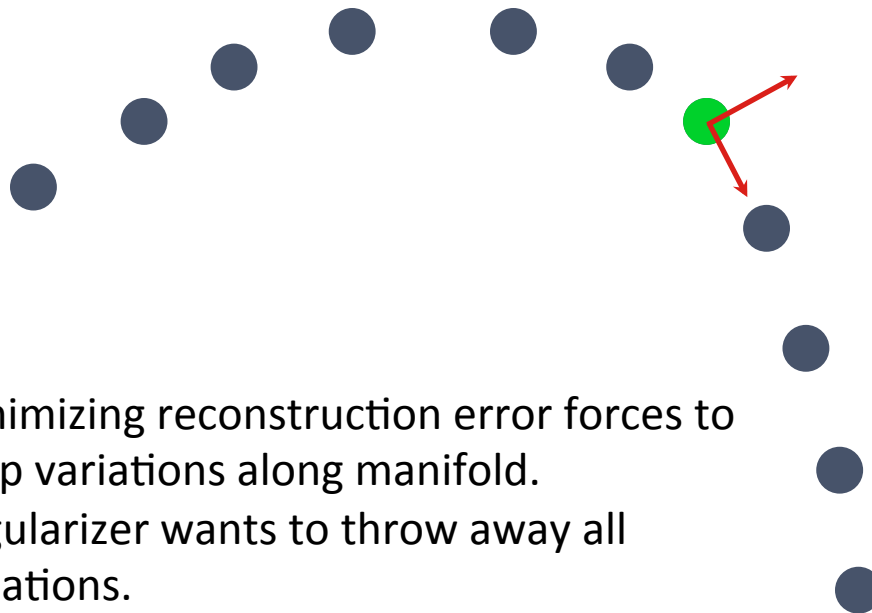 nimizing reconstruction error forces to
p variations along manifold.
gularizer wants to throw away all
ations.